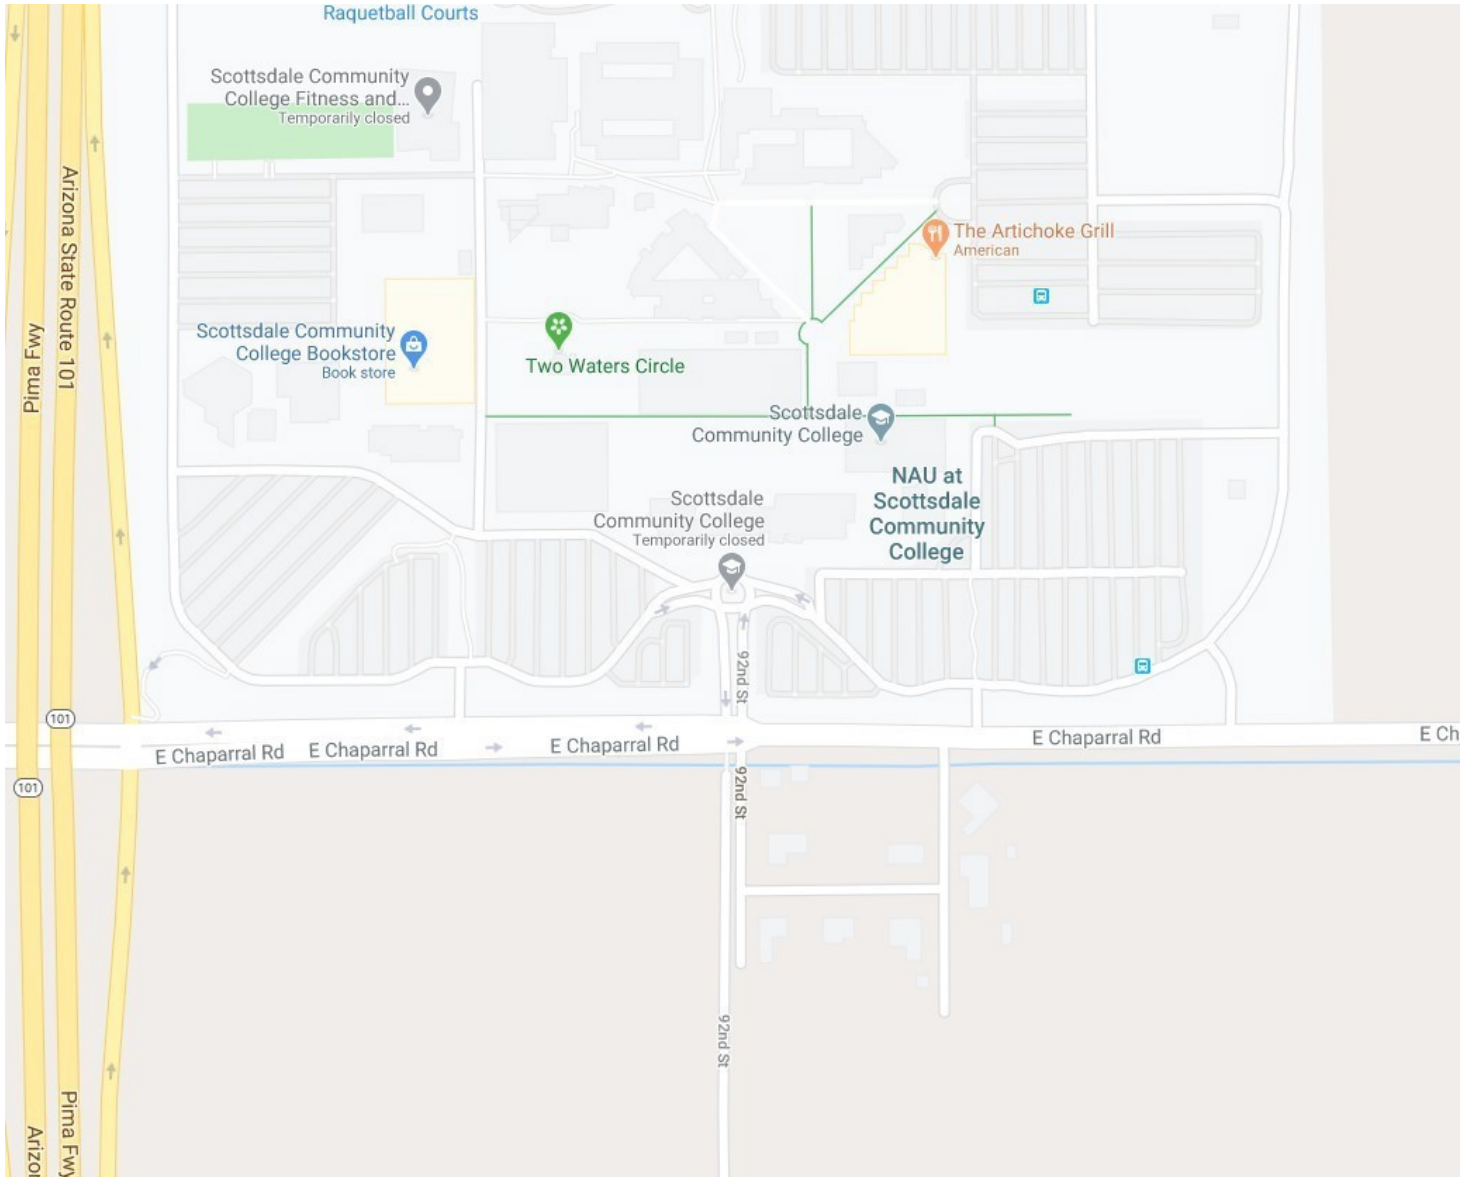 Raquetball Courts
Scottsdale Community
College Fitness and...
Temporarily closed
Arizona State Route 101
Pima Fwy
The Artichoke Grill
American
Scottsdale Community
College Bookstore
Book store
Two Waters Circle
Scottsdale
Community College
NAU at
Scottsdale
Community
College
Scottsdale
Community College
Temporarily closed
92nd St
101
E Chaparral Rd
E Chaparral Rd
E Chaparral Rd
E Chaparral Rd
E Ch
101
92nd St
92nd St
Pima Fwy
Arizo